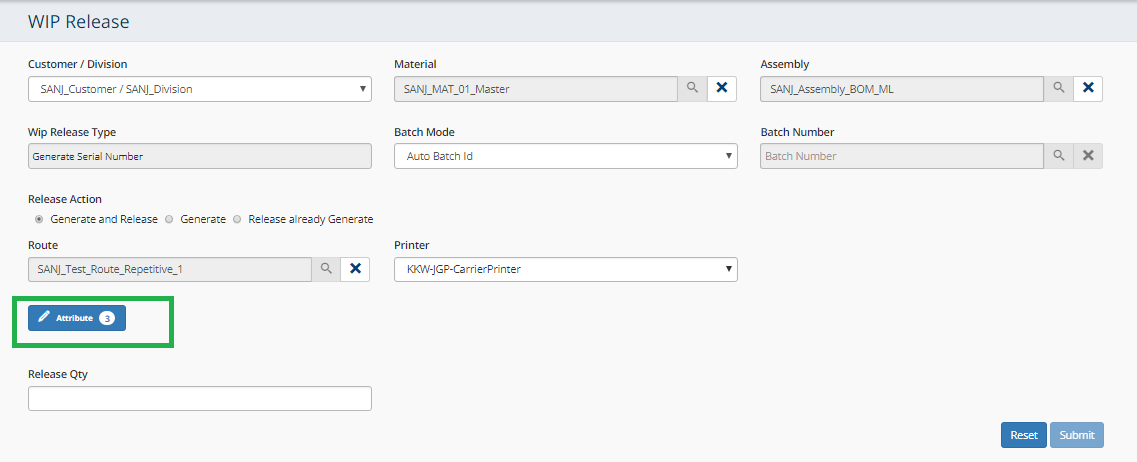 WIP Release
Customer / Division
Material
Assembly
SANJ_Customer / SANJ_Division
SANJ_MAT_01_Master
SANJ_Assembly_BOM_ML
Wip Release Type
Batch Mode
Batch Number
Generate Serial Number
Auto Batch Id
Batch Number
Release Action
Generate and Release
Generate
Release already Generate
Route
Printer
SANJ_Test_Route_Repetitive_1
KKW-JGP-CarrierPrinter
Attribute 3
Release Qty
Reset
Submit